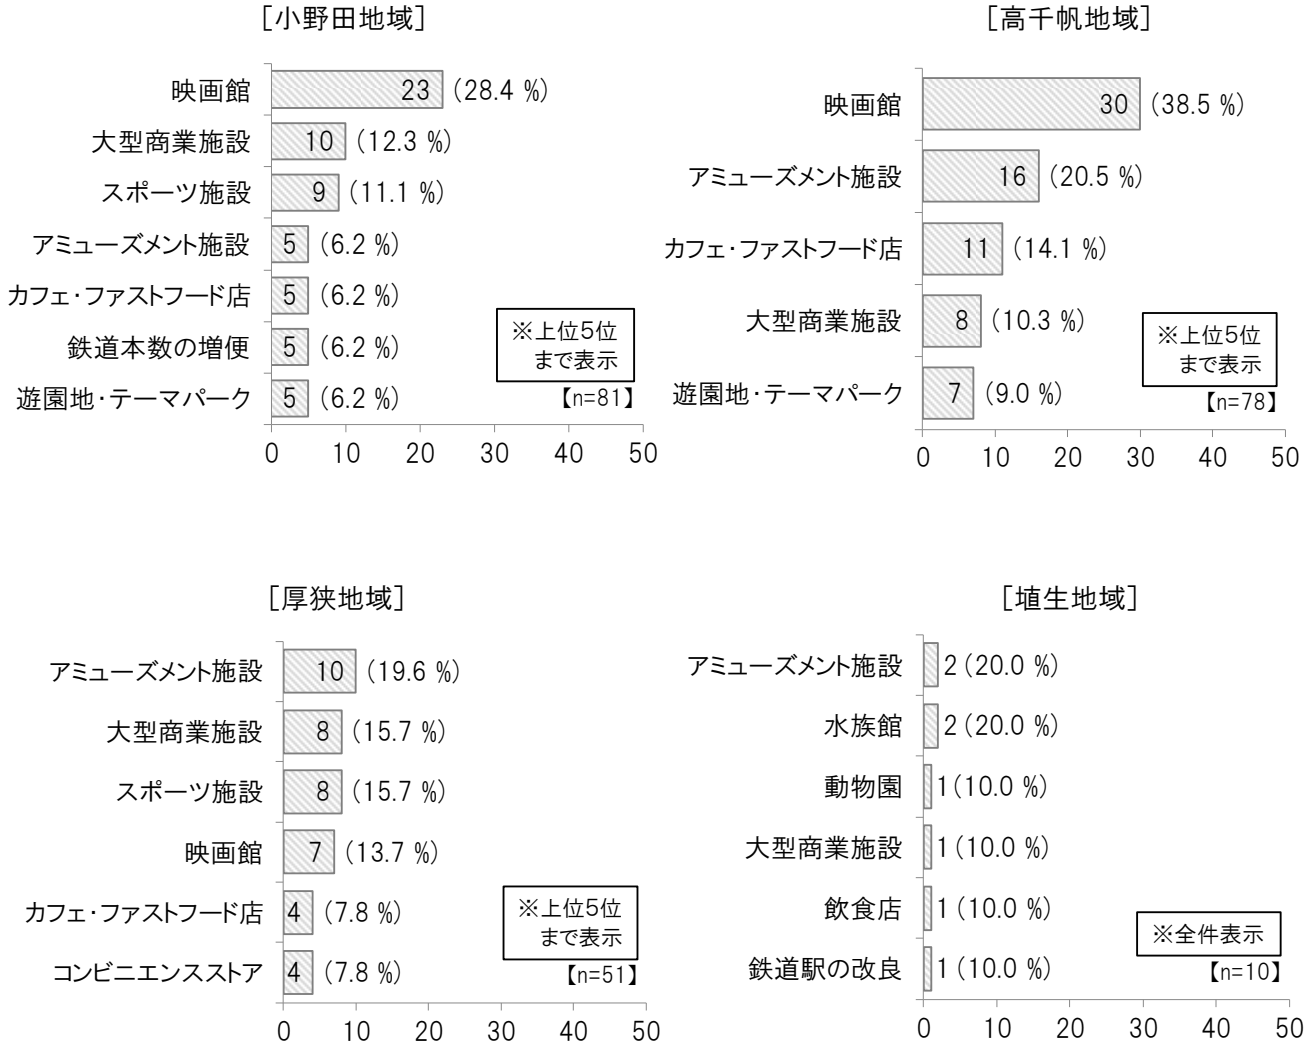 ［小野田地域］
映画館 23 （28.4 %）
大型商業施設 10 （12.3 %）
スポーツ施設 9 （11.1 %）
アミューズメント施設 5 （6.2 %）
カフェ・ファストフード店 5 （6.2 %）
鉄道本数の増便 5 （6.2 %）
遊園地・テーマパーク 5 （6.2 %）
※上位5位
まで表示
【n=81】
0 10 20 30 40 50
［高千帆地域］
映画館 30 （38.5 %）
アミューズメント施設 16 （20.5 %）
カフェ・ファストフード店 11 （14.1 %）
大型商業施設 8 （10.3 %）
遊園地・テーマパーク 7 （9.0 %）
※上位5位
まで表示
【n=78】
0 10 20 30 40 50
［厚狭地域］
アミューズメント施設 10 （19.6 %）
大型商業施設 8 （15.7 %）
スポーツ施設 8 （15.7 %）
映画館 7 （13.7 %）
カフェ・ファストフード店 4 （7.8 %）
コンビニエンスストア 4 （7.8 %）
※上位5位
まで表示
【n=51】
0 10 20 30 40 50
［埴生地域］
アミューズメント施設 2 （20.0 %）
水族館 2 （20.0 %）
動物園 1 （10.0 %）
大型商業施設 1 （10.0 %）
飲食店 1 （10.0 %）
鉄道駅の改良 1 （10.0 %）
※全件表示
【n=10】
0 10 20 30 40 50